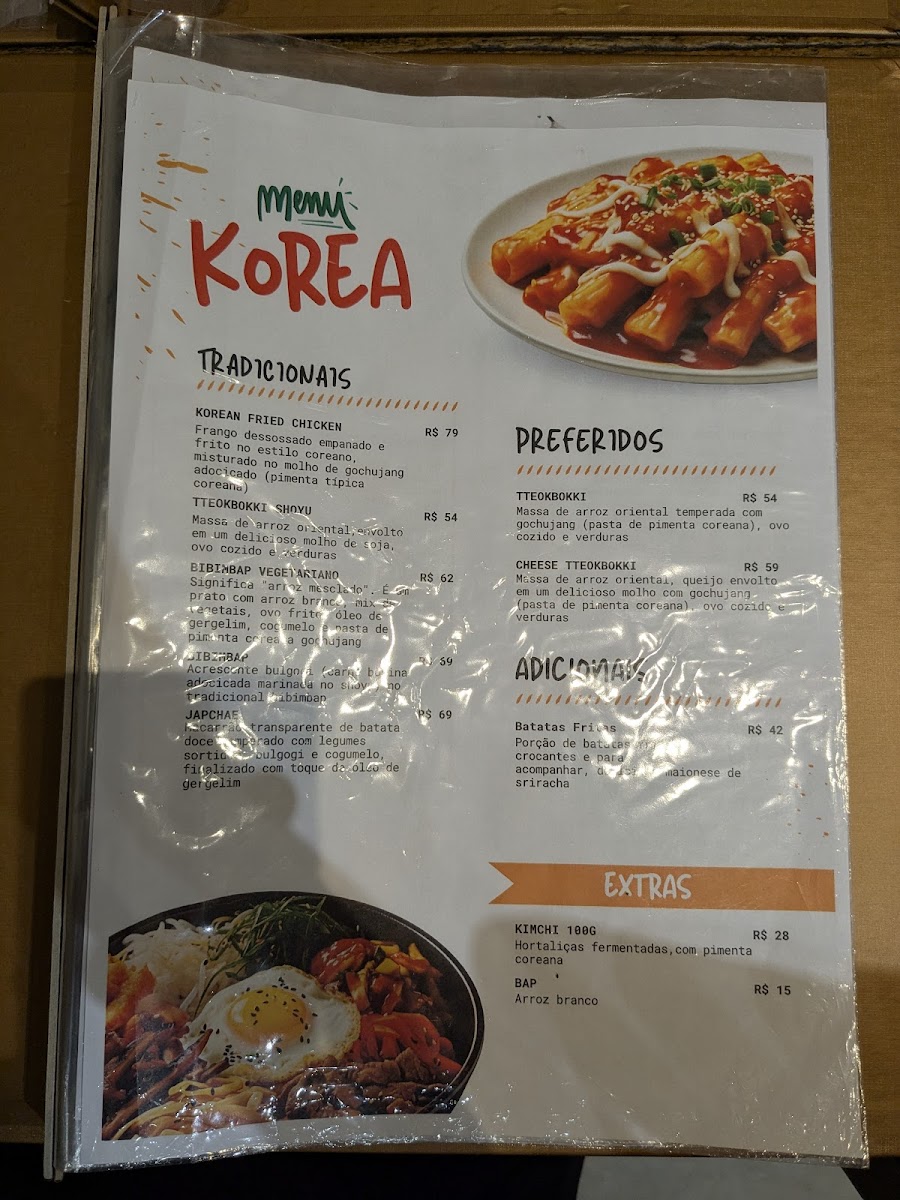 Menú
KOREA
TRADICIONAIS
KOREAN FRIED CHICKEN R$ 79
Frango dessossado empanado e
frito no estilo coreano,
misturado no molho de gochujang
adocicado (pimenta típica
coreana)
TTEOKBOKKI SHOYU R$ 54
Massa de arroz oriental,envolto
em um delicioso molho de soja,
ovo cozido e verduras
BIBIMBAP VEGETARIANO R$ 62
Significa "arroz mesclado". É um
prato com arroz branco, mix de
vegetais, ovo frito, óleo de
gergelim, cogumelo e pasta de
pimenta coreana gochujang
BIBIMBAP R$ 69
Acrescente bulgogi (carne bovina
adocicada marinada no shoyu) no
tradicional bibimbap
JAPCHAE R$ 69
Macarrão transparente de batata
doce temperado com legumes
bulgogi e cogumelo,
finalizado com toque de óleo de
gergelim
PREFERIDOS
TTEOKBOKKI R$ 54
Massa de arroz oriental temperada com
gochujang (pasta de pimenta coreana), ovo
cozido e verduras
CHEESE TTEOKBOKKI R$ 59
Massa de arroz oriental, queijo envolto
em um delicioso molho com gochujang
(pasta de pimenta coreana), ovo cozido e
verduras
ADICIONAIS
Batatas Fritas R$ 42
Porção de batatas
crocantes e para
acompanhar, maionese de
sriracha
EXTRAS
KIMCHI 100G R$ 28
Hortaliças fermentadas,com pimenta
coreana
BAP R$ 15
Arroz branco